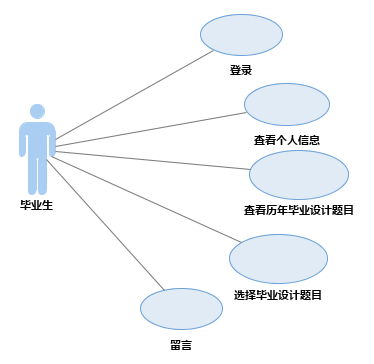 登录
查看个人信息
毕业生
查看历年毕业设计题目
选择毕业设计题目
留言